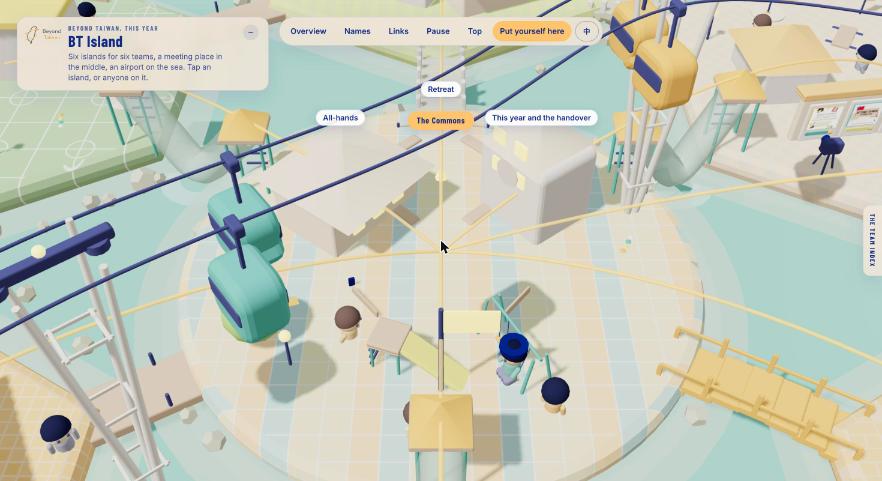 Beyond
Taiwan
BEYOND TAIWAN, THIS YEAR
BT Island
Six islands for six teams, a meeting place in
the middle, an airport on the sea. Tap an
island, or anyone on it.
–
Overview
Names
Links
Pause
Top
Put yourself here
中
Retreat
All-hands
The Commons
This year and the handover
THE TEAM INDEX